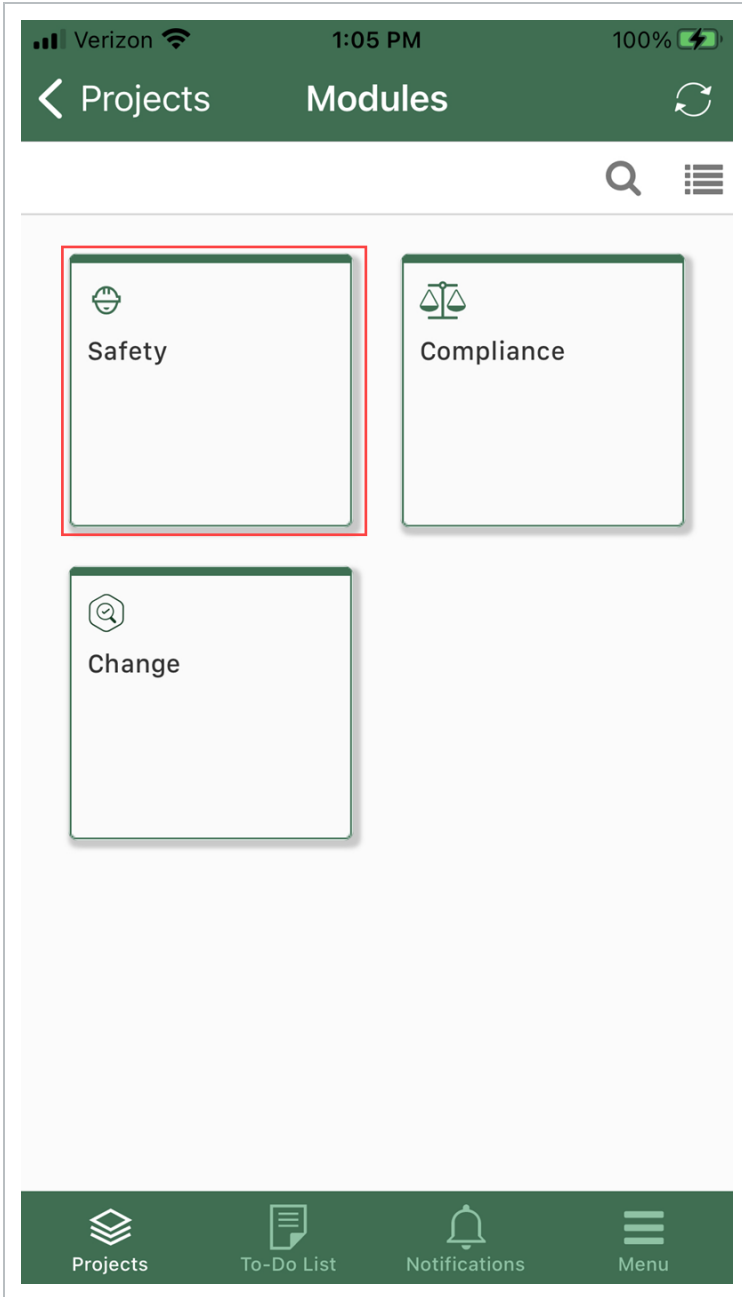 Verizon 1:05 PM 100%
Projects Modules
Safety Compliance
Change
Projects To-Do List Notifications Menu